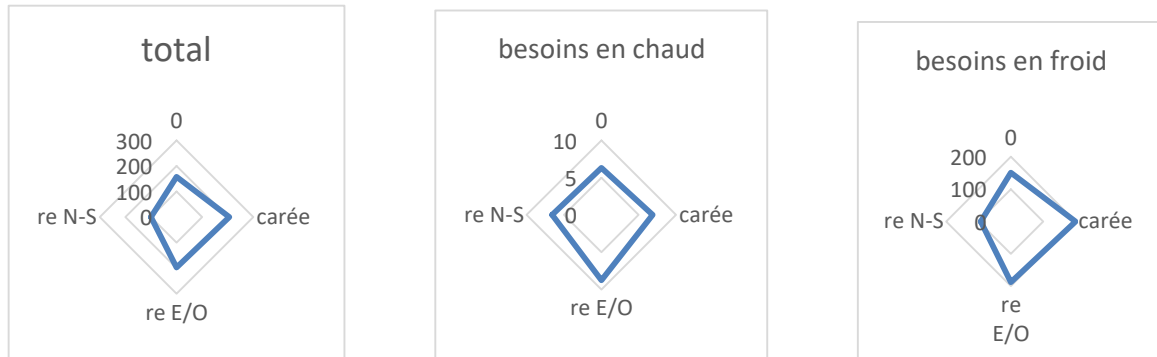 total
0
300
200
100
0
re N-S
carée
re E/O
besoins en chaud
0
10
5
0
re N-S
carée
re E/O
besoins en froid
0
200
100
0
re N-S
carée
re
E/O